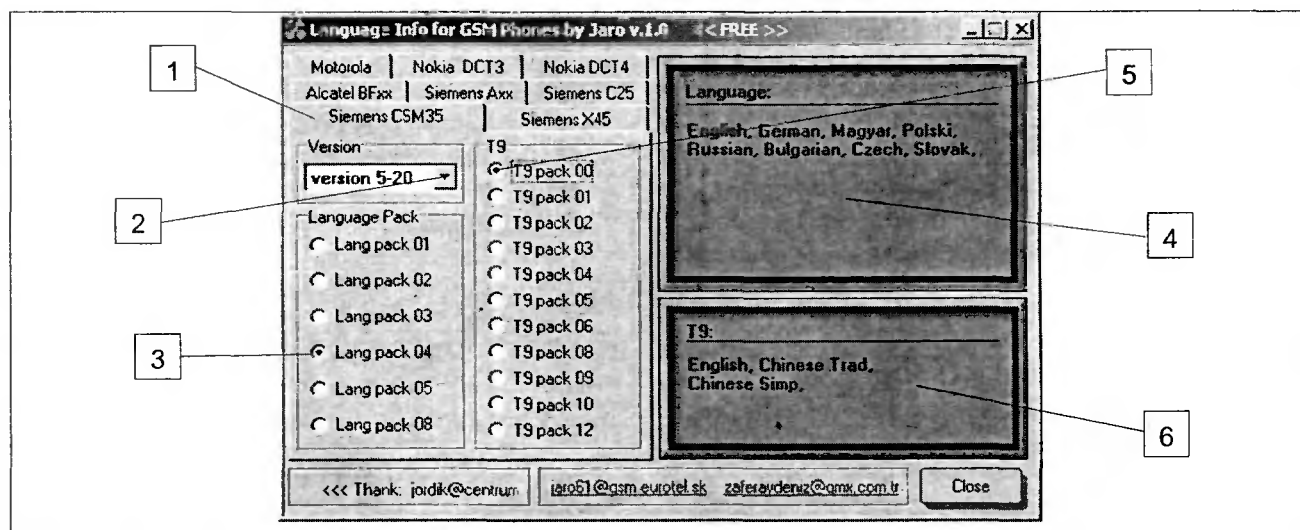 Language Info for GSM Phones by Jaro v.1.0 << FREE >>
Motorola Nokia DCT3 Nokia DCT4
Alcatel BFxx Siemens Axx Siemens C25
Siemens CSM35 Siemens X45
Version
version 5-20
Language Pack
Lang pack 01
Lang pack 02
Lang pack 03
Lang pack 04
Lang pack 05
Lang pack 08
T9
T9 pack 00
T9 pack 01
T9 pack 02
T9 pack 03
T9 pack 04
T9 pack 05
T9 pack 06
T9 pack 08
T9 pack 09
T9 pack 10
T9 pack 12
Language:
English, German, Magyar, Polski,
Russian, Bulgarian, Czech, Slovak,
T9:
English, Chinese Trad,
Chinese Simp,
<<< Thank: jordik@centrum
jaro61@gsm.eurotel.sk zaferaydeniz@gmx.com.tr
Close
1
2
3
4
5
6